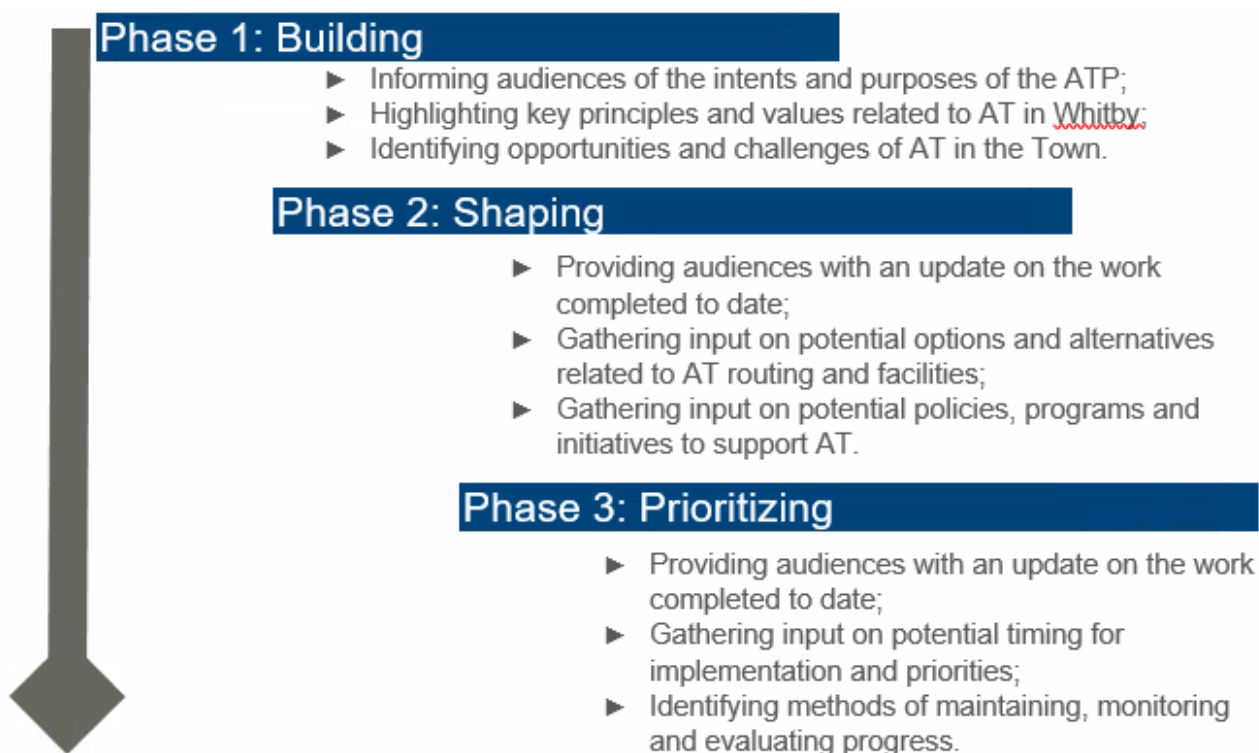 Phase 1: Building
► Informing audiences of the intents and purposes of the ATP;
► Highlighting key principles and values related to AT in Whitby;
► Identifying opportunities and challenges of AT in the Town.
Phase 2: Shaping
► Providing audiences with an update on the work
completed to date;
► Gathering input on potential options and alternatives
related to AT routing and facilities;
► Gathering input on potential policies, programs and
initiatives to support AT.
Phase 3: Prioritizing
► Providing audiences with an update on the work
completed to date;
► Gathering input on potential timing for
implementation and priorities;
► Identifying methods of maintaining, monitoring
and evaluating progress.